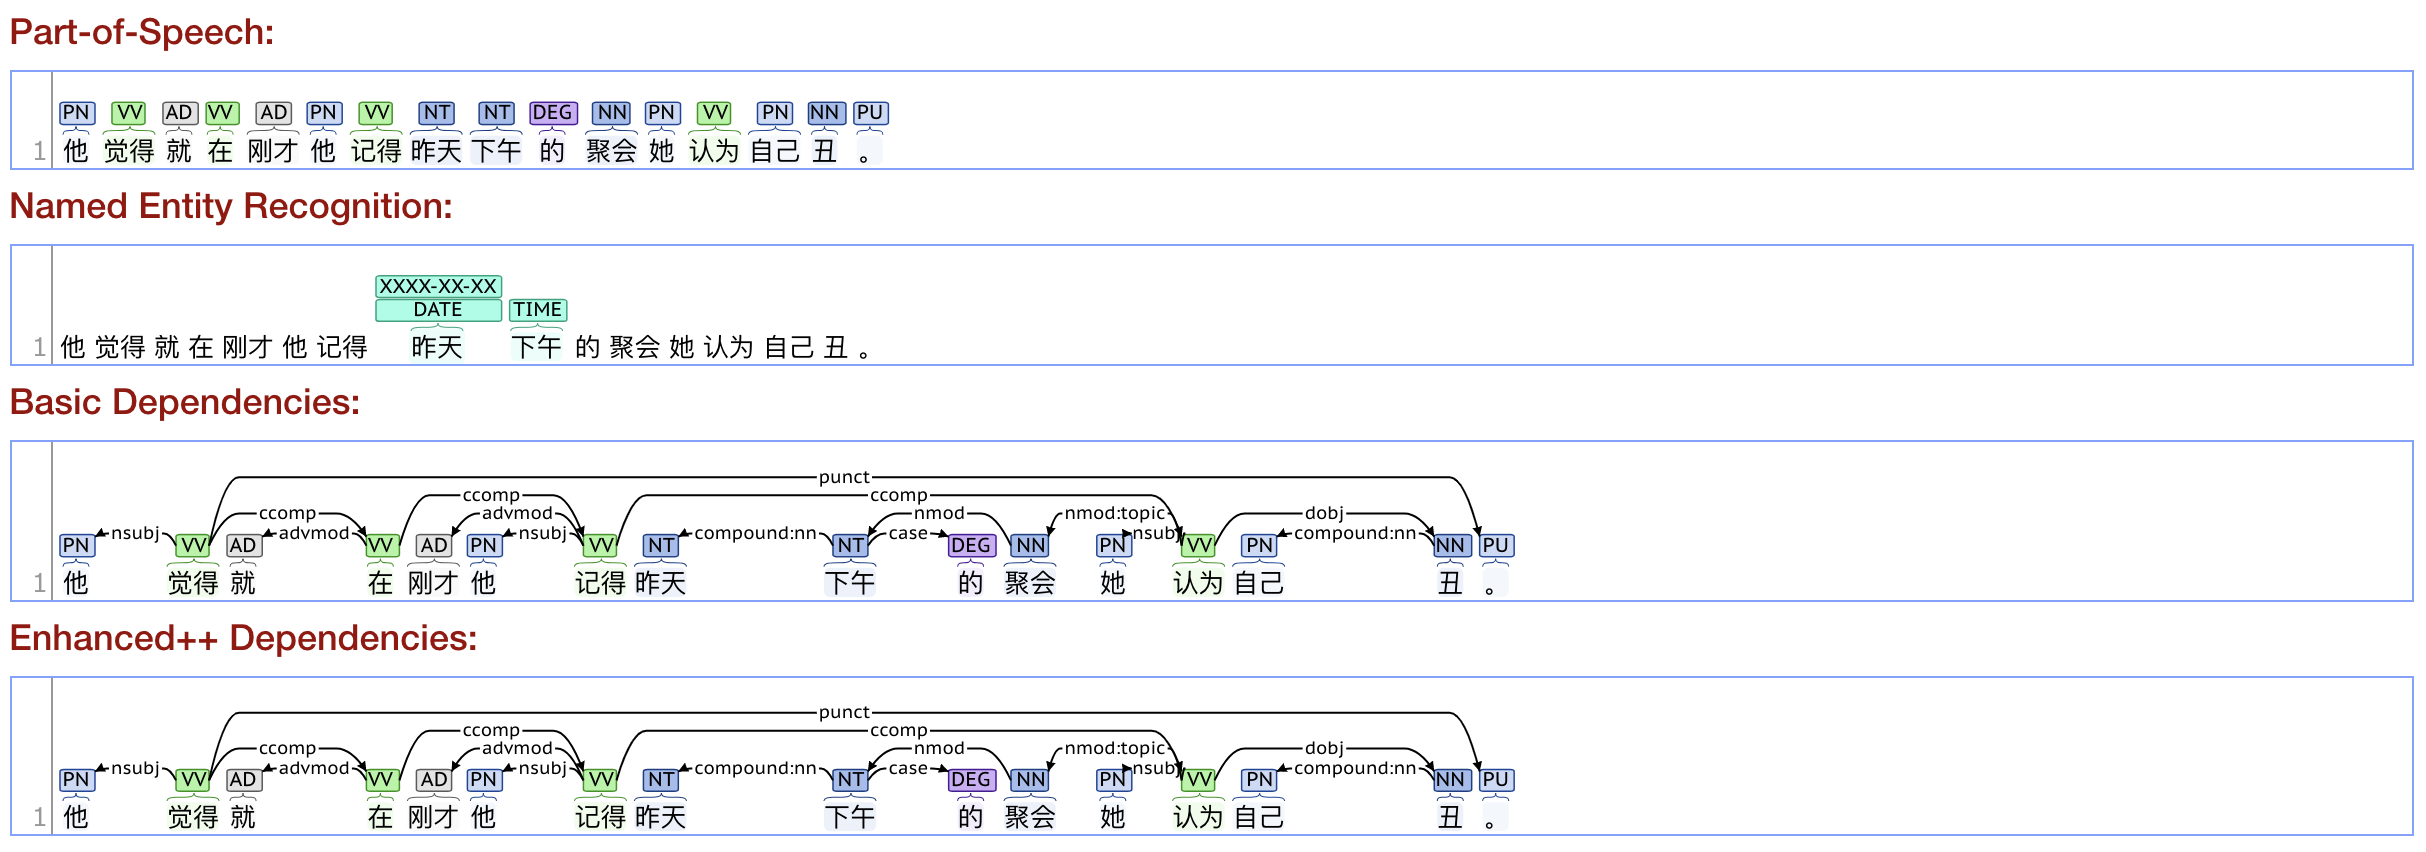 Part-of-Speech:
PN VV AD VV AD PN VV NT NT DEG NN PN VV PN NN PU
1 他 觉得 就 在 刚才 他 记得 昨天 下午 的 聚会 她 认为 自己 丑 。
Named Entity Recognition:
XXXX-XX-XX
DATE TIME
1 他 觉得 就 在 刚才 他 记得 昨天 下午 的 聚会 她 认为 自己 丑 。
Basic Dependencies:
punct
ccomp ccomp
ccomp advmod nmod nmod:topic dobj
nsubj advmod nsubj compound:nn case nsubj compound:nn
PN VV AD VV AD PN VV NT NT DEG NN PN VV PN NN PU
1 他 觉得 就 在 刚才 他 记得 昨天 下午 的 聚会 她 认为 自己 丑 。
Enhanced++ Dependencies:
punct
ccomp ccomp
ccomp advmod nmod nmod:topic dobj
nsubj advmod nsubj compound:nn case nsubj compound:nn
PN VV AD VV AD PN VV NT NT DEG NN PN VV PN NN PU
1 他 觉得 就 在 刚才 他 记得 昨天 下午 的 聚会 她 认为 自己 丑 。